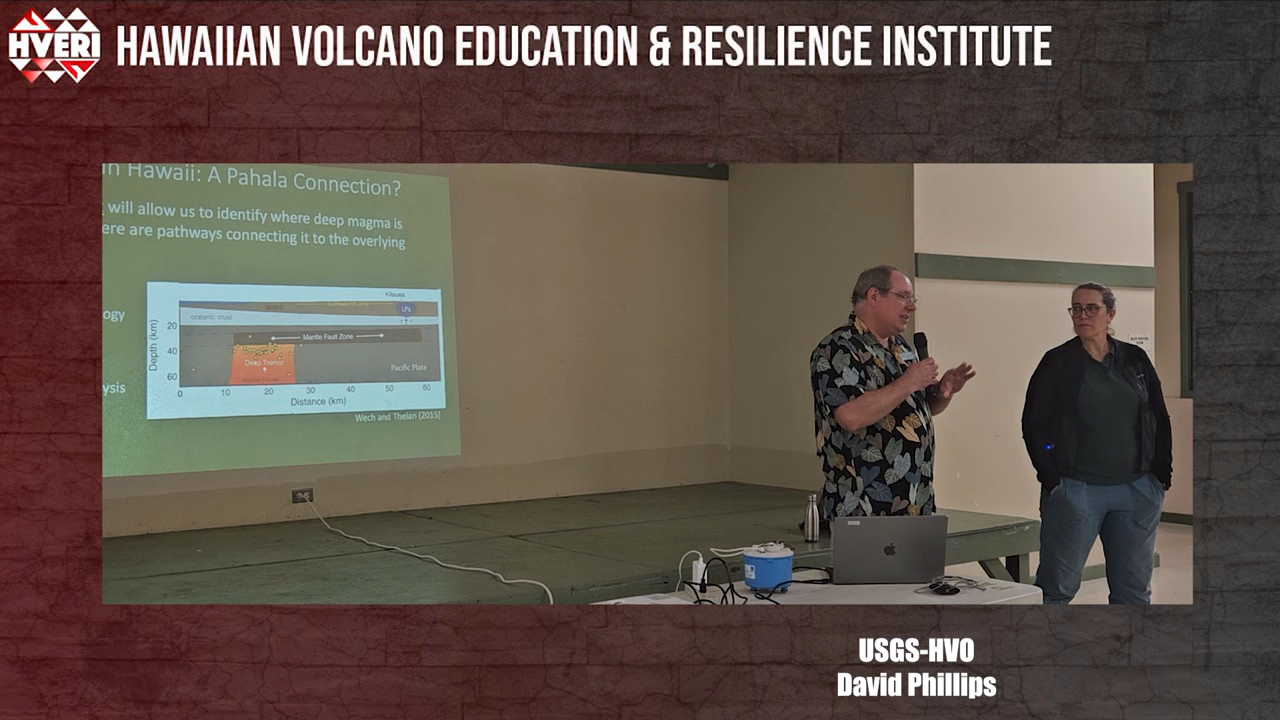 HVERI
HAWAIIAN VOLCANO EDUCATION & RESILIENCE INSTITUTE
in Hawaii: A Pahala Connection?
will allow us to identify where deep magma is
ere are pathways connecting it to the overlying
ogy
ysis
Kilauea
LPs
oceanic crust
Mantle Fault Zone
Deep Tremor
Pacific Plate
Depth (km)
20
40
60
0 10 20 30 40 50 60
Distance (km)
Wech and Thelan (2015)
USGS-HVO
David Phillips